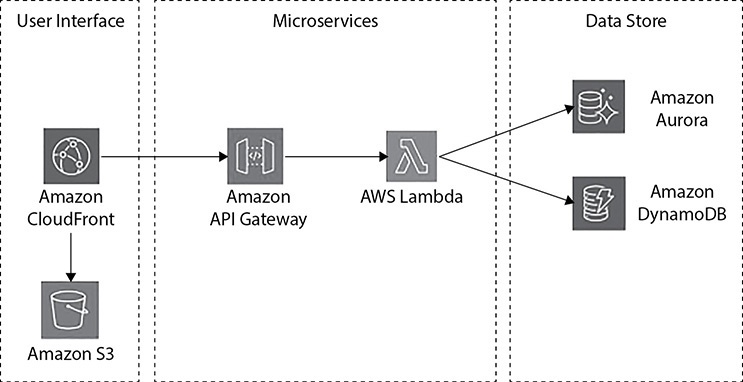 User Interface
Microservices
Data Store
Amazon
CloudFront
Amazon S3
Amazon
API Gateway
AWS Lambda
Amazon
Aurora
Amazon
DynamoDB